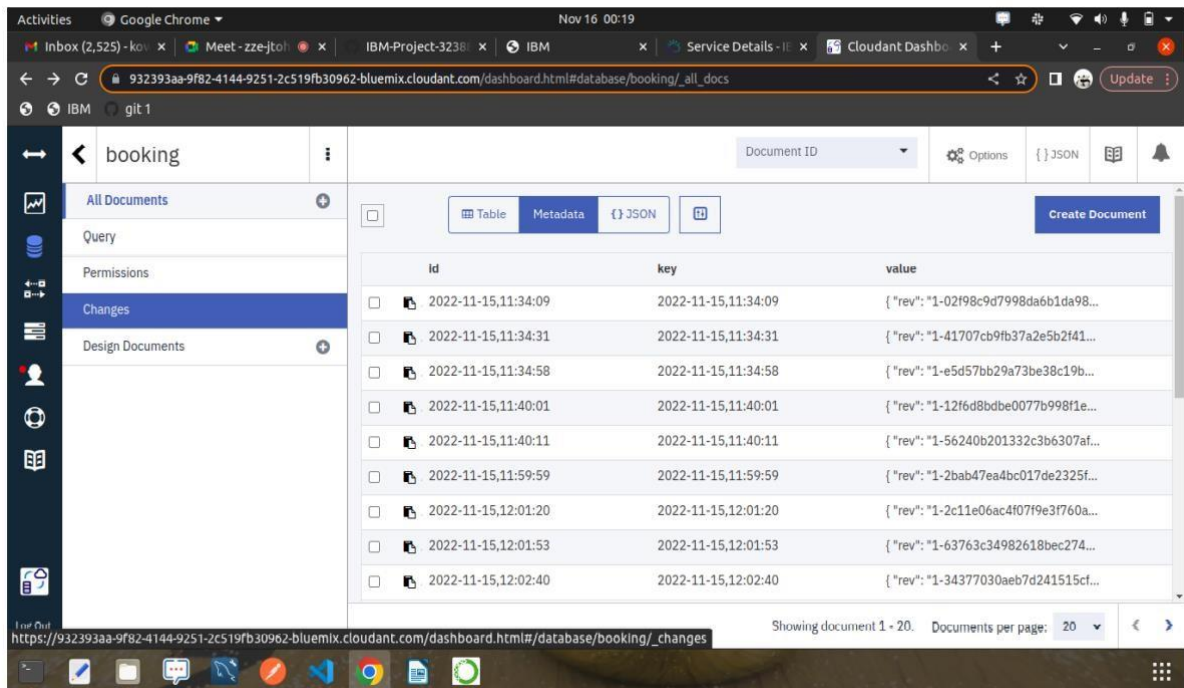 Activities Google Chrome Nov 16 00:19
Inbox (2,525) - kov Meet - zze-jtoh IBM-Project-3238 IBM Service Details - IE Cloudant Dashbo
932393aa-9f82-4144-9251-2c519fb30962-bluemix.cloudant.com/dashboard.html#database/booking/_all_docs Update
IBM git 1
booking Document ID Options { } JSON
All Documents
Table Metadata {} JSON Create Document
Query
Permissions
id key value
Changes
Design Documents
2022-11-15,11:34:09 2022-11-15,11:34:09 { "rev": "1-02f98c9d7998da6b1da98...
2022-11-15,11:34:31 2022-11-15,11:34:31 { "rev": "1-41707cb9fb37a2e5b2f41...
2022-11-15,11:34:58 2022-11-15,11:34:58 { "rev": "1-e5d57bb29a73be38c19b...
2022-11-15,11:40:01 2022-11-15,11:40:01 { "rev": "1-12f6d8bdbe0077b998f1e...
2022-11-15,11:40:11 2022-11-15,11:40:11 { "rev": "1-56240b201332c3b6307af...
2022-11-15,11:59:59 2022-11-15,11:59:59 { "rev": "1-2bab47ea4bc017de2325f...
2022-11-15,12:01:20 2022-11-15,12:01:20 { "rev": "1-2c11e06ac4f07f9e3f760a...
2022-11-15,12:01:53 2022-11-15,12:01:53 { "rev": "1-63763c34982618bec274...
2022-11-15,12:02:40 2022-11-15,12:02:40 { "rev": "1-34377030aeb7d241515cf...
Log Out
Showing document 1 - 20. Documents per page: 20
https://932393aa-9f82-4144-9251-2c519fb30962-bluemix.cloudant.com/dashboard.html#/database/booking/_changes